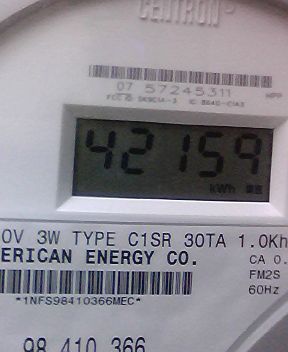 CENTRON
07 57245311
42159
kWh
0V 3W TYPE C1SR 30TA 1.0Kh
ERICAN ENERGY CO.
CA 0.
FM2S
*1NFS98410366MEC*
60Hz
98 410 366